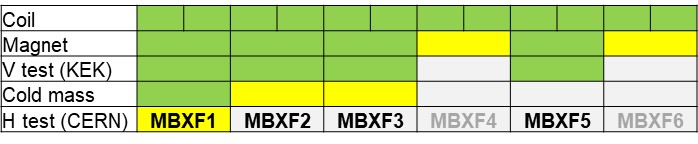 Coil
Magnet
V test (KEK)
Cold mass
H test (CERN) MBXF1 MBXF2 MBXF3 MBXF4 MBXF5 MBXF6